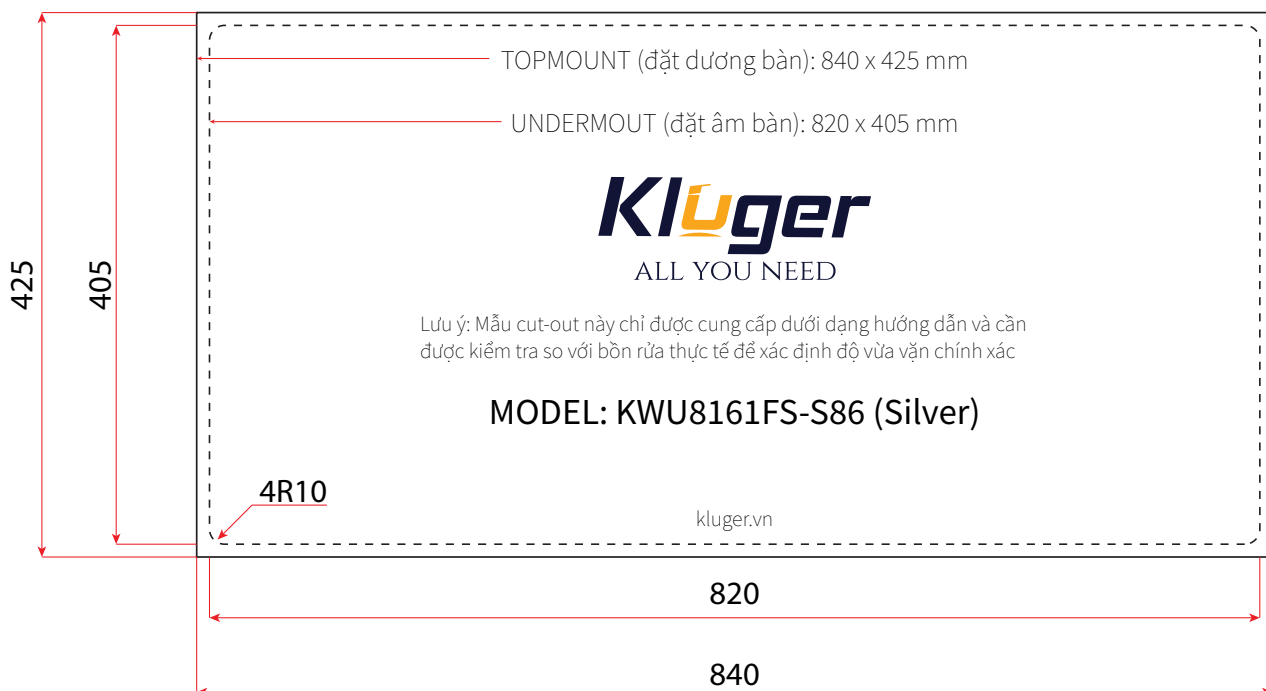 TOPMOUNT (đặt dương bàn): 840 x 425 mm
UNDERMOUT (đặt âm bàn): 820 x 405 mm
425
405
Kluger
ALL YOU NEED
Lưu ý: Mẫu cut-out này chỉ được cung cấp dưới dạng hướng dẫn và cần
được kiểm tra so với bồn rửa thực tế để xác định độ vừa vặn chính xác
MODEL: KWU8161FS-S86 (Silver)
4R10
kluger.vn
820
840